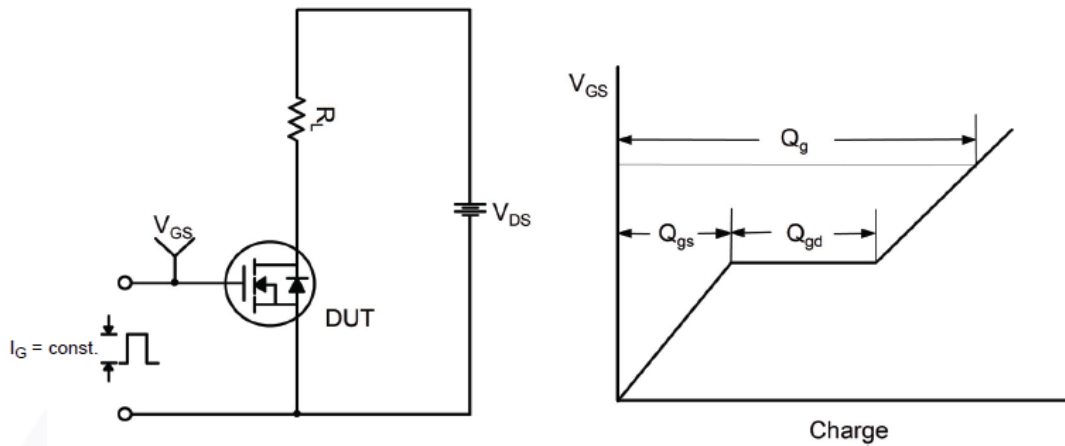 R_L
V_GS
V_DS
DUT
I_G = const.
V_GS
Q_g
Q_gs
Q_gd
Charge